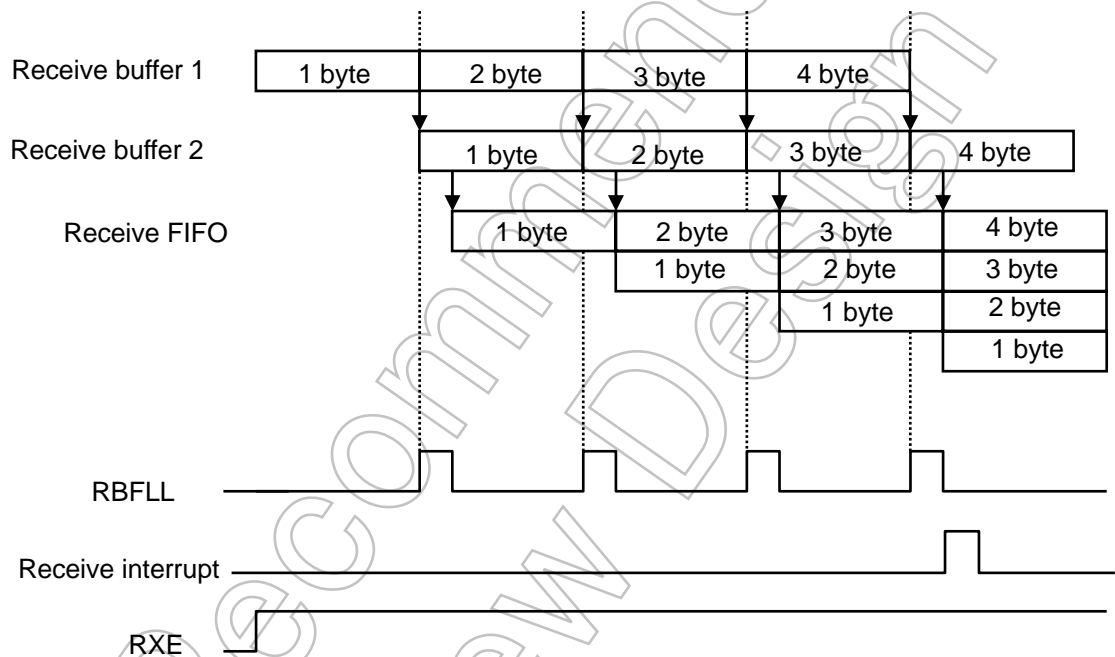 Receive buffer 1
1 byte 2 byte 3 byte 4 byte
Receive buffer 2
1 byte 2 byte 3 byte 4 byte
Receive FIFO
1 byte 2 byte 3 byte 4 byte
1 byte 2 byte 3 byte
1 byte 2 byte
1 byte
RBFLL
Receive interrupt
RXE